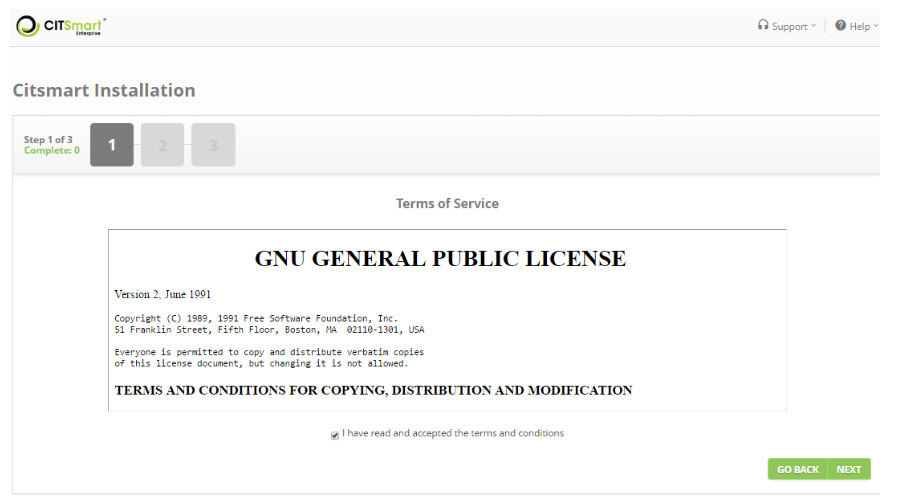 CITSmart
Enterprise
Support
Help
Citsmart Installation
Step 1 of 3
Complete: 0
1
2
3
Terms of Service
GNU GENERAL PUBLIC LICENSE
Version 2, June 1991
Copyright (C) 1989, 1991 Free Software Foundation, Inc.
51 Franklin Street, Fifth Floor, Boston, MA  02110-1301, USA
Everyone is permitted to copy and distribute verbatim copies
of this license document, but changing it is not allowed.
TERMS AND CONDITIONS FOR COPYING, DISTRIBUTION AND MODIFICATION
I have read and accepted the terms and conditions
GO BACK NEXT